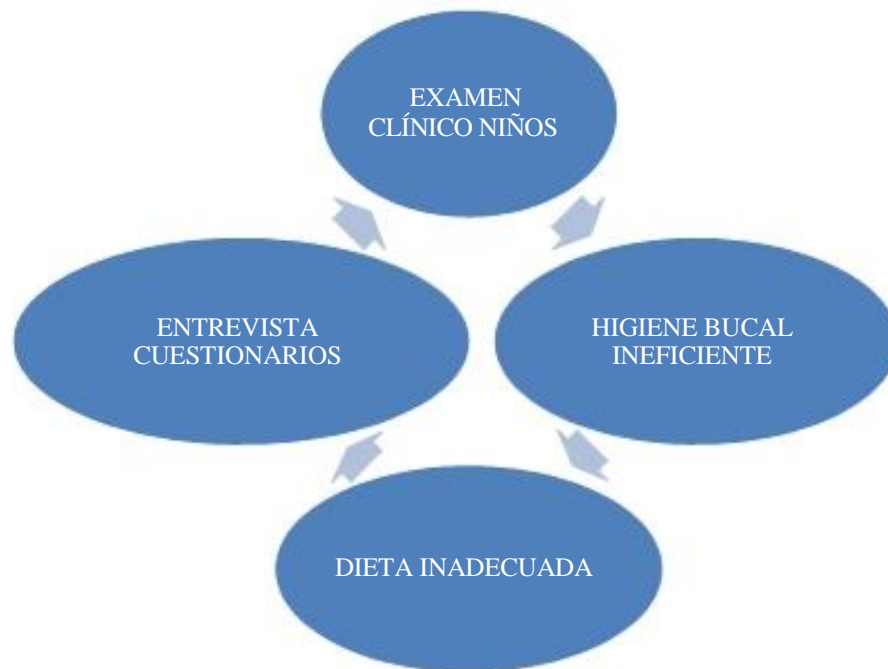 EXAMEN
CLÍNICO NIÑOS
ENTREVISTA
CUESTIONARIOS
HIGIENE BUCAL
INEFICIENTE
DIETA INADECUADA